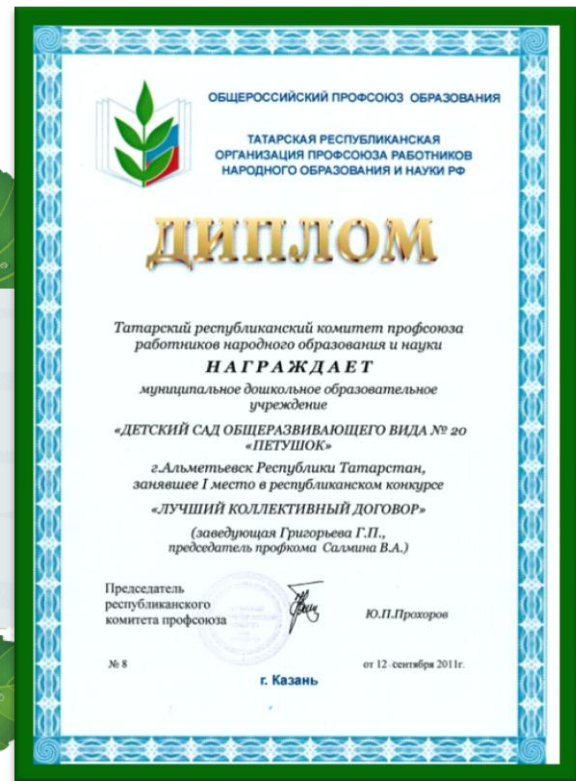 ОБЩЕРОССИЙСКИЙ ПРОФСОЮЗ ОБРАЗОВАНИЯ
ТАТАРСКАЯ РЕСПУБЛИКАНСКАЯ
ОРГАНИЗАЦИЯ ПРОФСОЮЗА РАБОТНИКОВ
НАРОДНОГО ОБРАЗОВАНИЯ И НАУКИ РФ
ДИПЛОМ
Татарский республиканский комитет профсоюза
работников народного образования и науки
НАГРАЖДАЕТ
муниципальное дошкольное образовательное
учреждение
«ДЕТСКИЙ САД ОБЩЕРАЗВИВАЮЩЕГО ВИДА № 20
«ПЕТУШОК»
г.Альметьевск Республики Татарстан,
занявшее I место в республиканском конкурсе
«ЛУЧШИЙ КОЛЛЕКТИВНЫЙ ДОГОВОР»
(заведующая Григорьева Г.П.,
председатель профкома Салмина В.А.)
Председатель
республиканского
комитета профсоюза
Ю.П.Прохоров
№ 8
от 12 сентября 2011г.
г. Казань